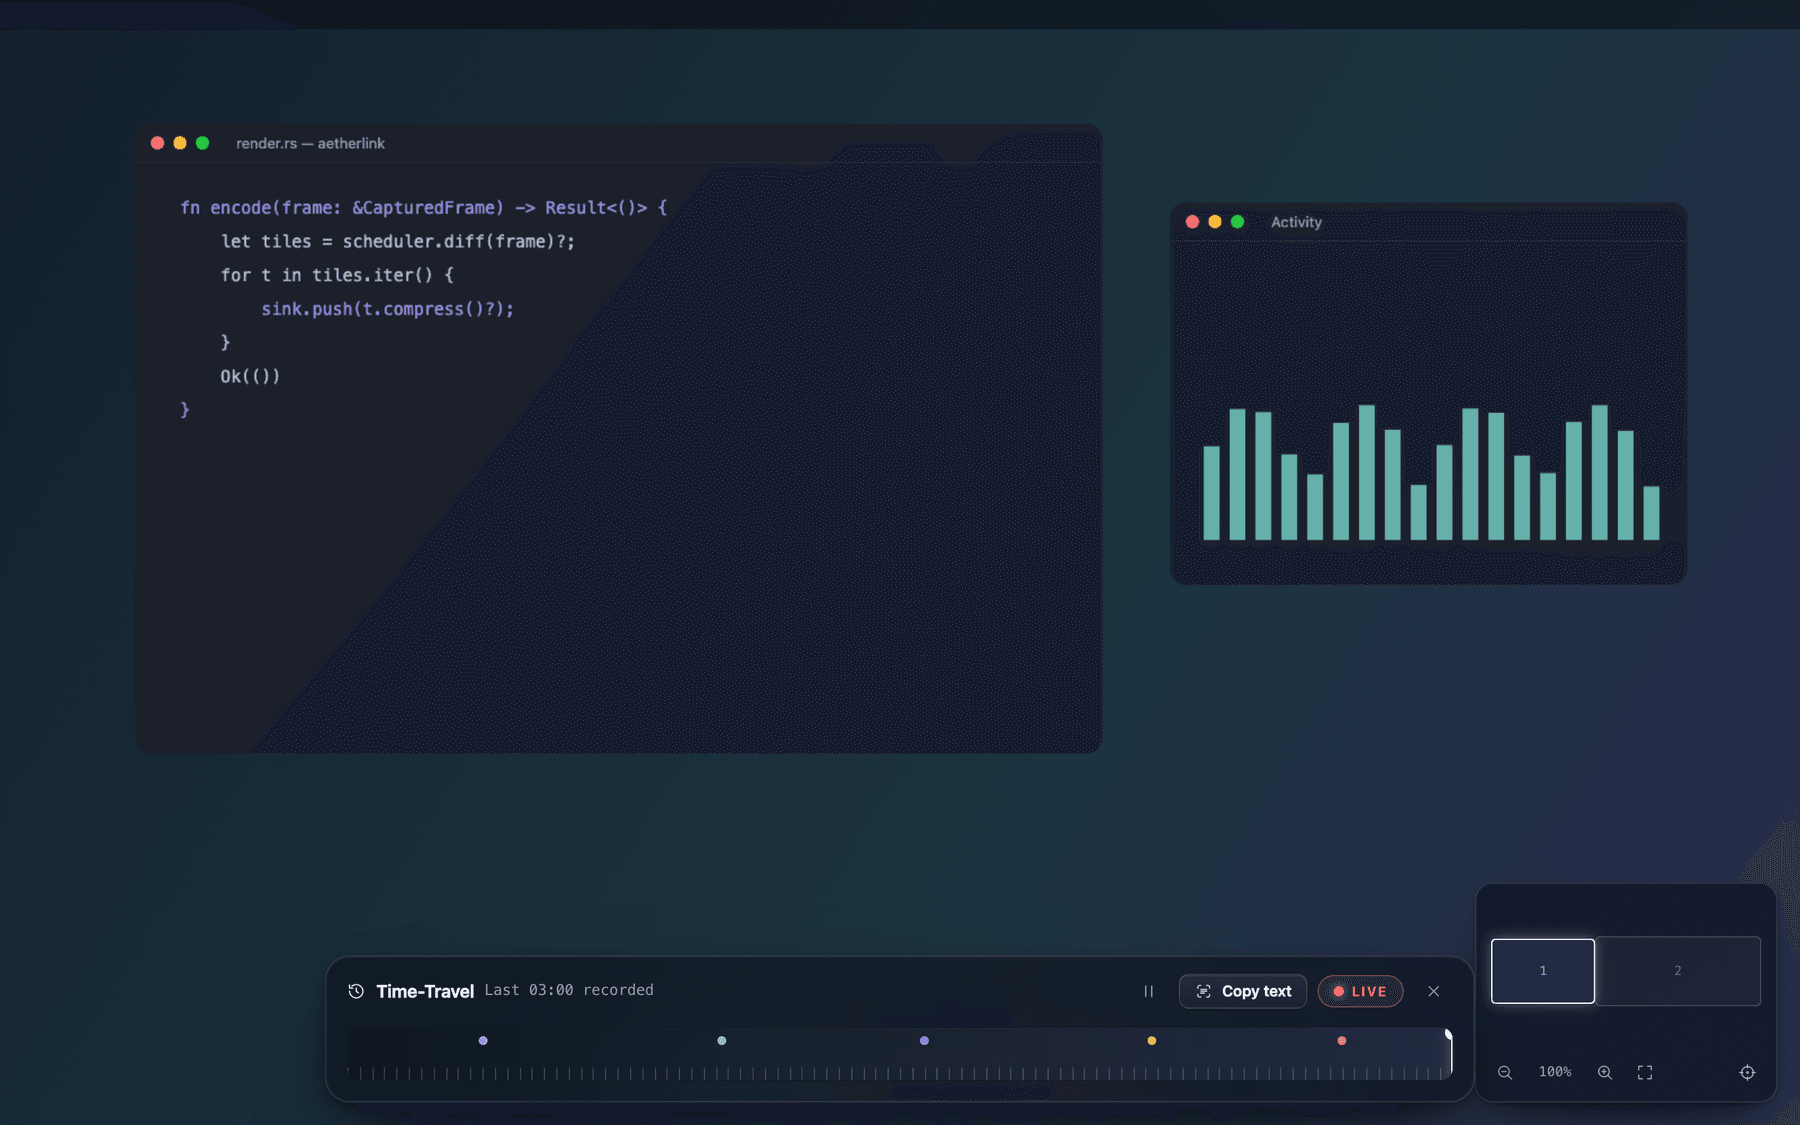 render.rs — aetherlink
fn encode(frame: &CapturedFrame) -> Result<()> {
let tiles = scheduler.diff(frame)?;
for t in tiles.iter() {
sink.push(t.compress()?);
}
Ok(())
}
Activity
Time-Travel Last 03:00 recorded
Copy text
LIVE
1
2
100%